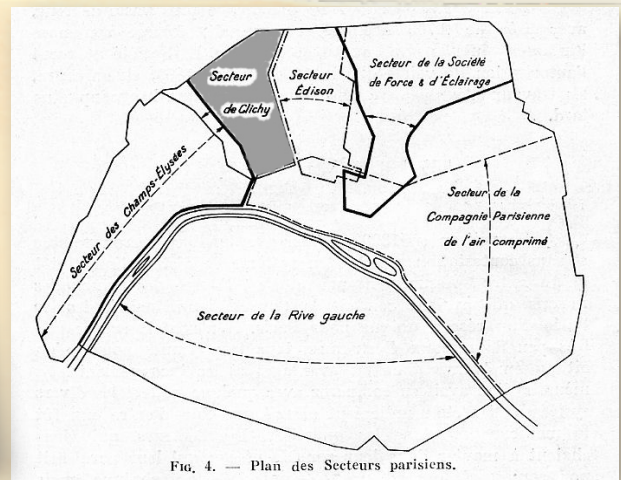 Secteur
de Clichy
Secteur
Édison
Secteur de la Société
de Force & d'Éclairage
Secteur des Champs-Élysées
Secteur de la
Compagnie Parisienne
de l'air comprimé
Secteur de la Rive gauche
FIG. 4. — Plan des Secteurs parisiens.